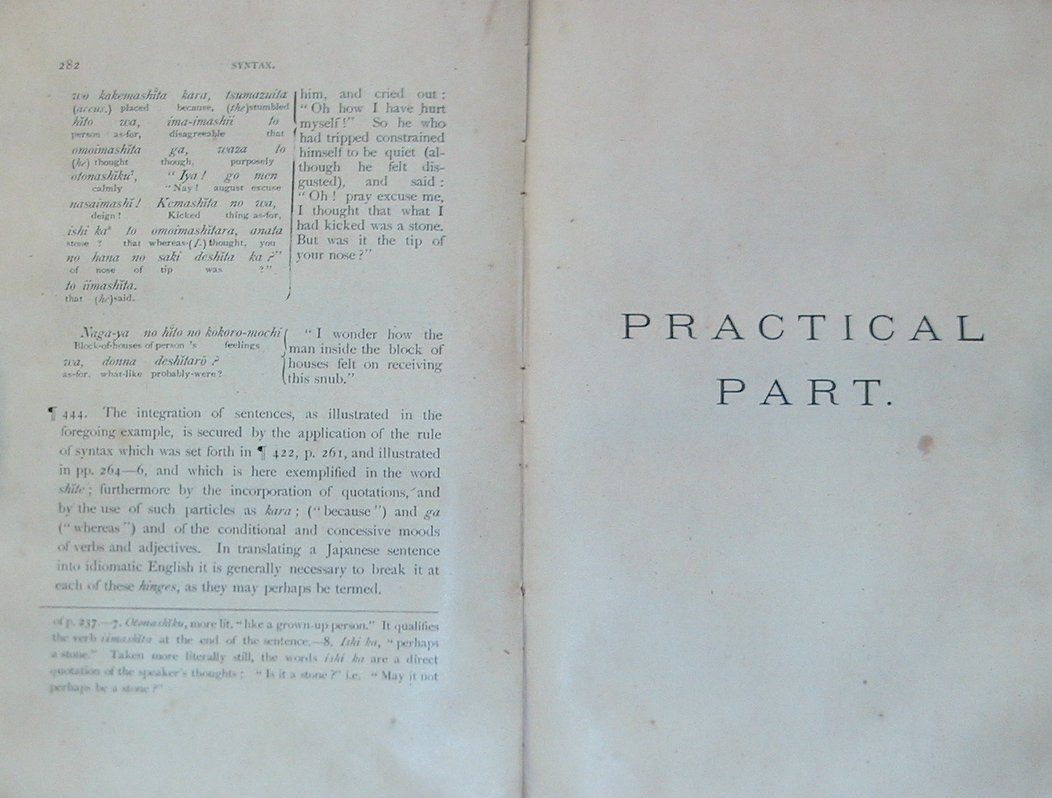 282 SYNTAX.
wo kakemashĭta kara, tsumazuita
(accus.) placed because, (the)stumbled
hĭto wa, ima-imashii to
person as-for, disagreeable that
omoimashĭta ga, waza to
(he) thought though, purposely
otonashĭku⁷, "Iya! go men
calmly "Nay! august excuse
nasaimashi! Kemashĭta no wa,
deign! Kicked thing as-for,
ishi ka⁸ to omoimashĭtara, anata
stone ? that whereas-(I-) thought, you
no hana no saki deshĭta ka?"
of nose of tip was ?"
to iimashĭta.
that (he)said.
him, and cried out:
"Oh how I have hurt
myself!" So he who
had tripped constrained
himself to be quiet (al-
though he felt dis-
gusted), and said:
"Oh! pray excuse me,
I thought that what I
had kicked was a stone.
But was it the tip of
your nose?"
Naga-ya no hĭto no kokoro-mochi
Block-of-houses of person 's feelings
wa, donna deshĭtarō?
as-for, what-like probably-were?
"I wonder how the
man inside the block of
houses felt on receiving
this snub."
¶ 444. The integration of sentences, as illustrated in the
foregoing example, is secured by the application of the rule
of syntax which was set forth in ¶ 422, p. 261, and illustrated
in pp. 264—6, and which is here exemplified in the word
shĭte; furthermore by the incorporation of quotations, and
by the use of such particles as kara; ("because") and ga
("whereas") and of the conditional and concessive moods
of verbs and adjectives. In translating a Japanese sentence
into idiomatic English it is generally necessary to break it at
each of these hinges, as they may perhaps be termed.
of p. 237.—7. Otonashĭku, more lit. "like a grown-up person." It qualifies
the verb iimashĭta at the end of the sentence.—8. Ishi ka, "perhaps
a stone." Taken more literally still, the words ishi ka are a direct
quotation of the speaker's thoughts: "Is it a stone?" i.e. "May it not
perhaps be a stone?"
PRACTICAL
PART.